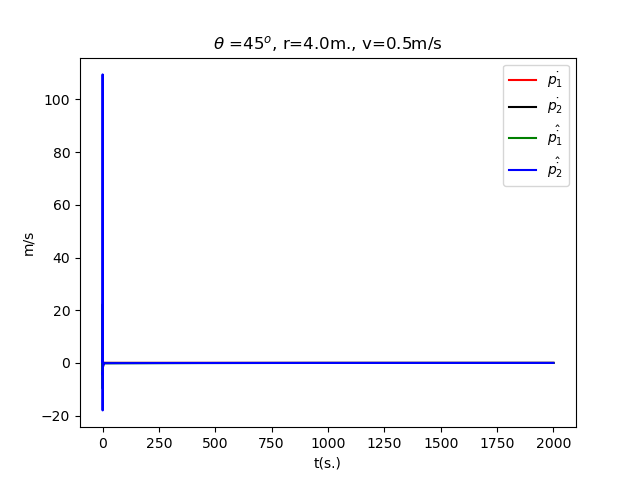 θ =45°, r=4.0m., v=0.5m/s
m/s
100
80
60
40
20
0
−20
0 250 500 750 1000 1250 1500 1750 2000
t(s.)
ṗ₁
ṗ₂
ṗ̂₁
ṗ̂₂